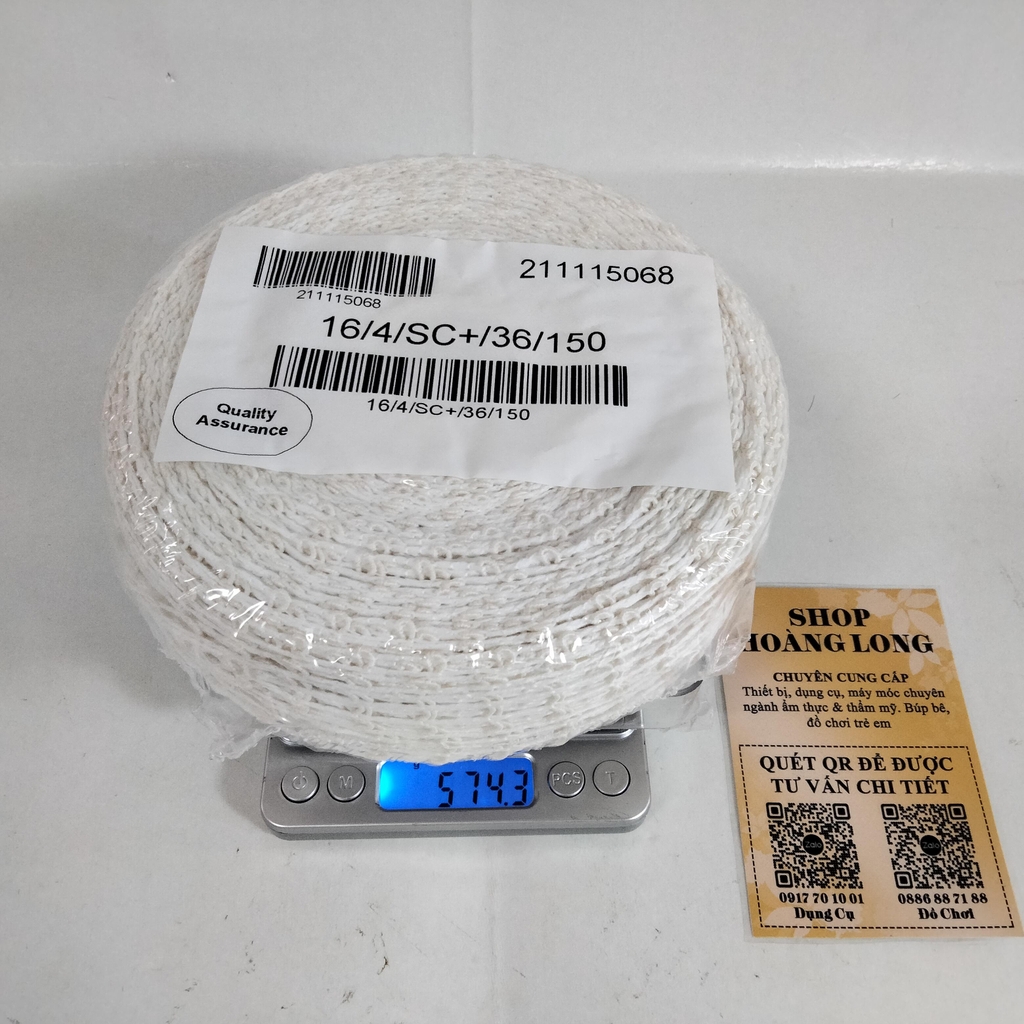 211115068
211115068
16/4/SC+/36/150
16/4/SC+/36/150
Quality
Assurance
M
574.3
PCS
T
SHOP
HOÀNG LONG
CHUYÊN CUNG CẤP
Thiết bị, dụng cụ, máy móc chuyên
ngành ẩm thực & thẩm mỹ. Búp bê,
đồ chơi trẻ em
QUÉT QR ĐỂ ĐƯỢC
TƯ VẤN CHI TIẾT
Zalo
Zalo
0917 70 10 01
0886 88 71 88
Dụng Cụ
Đồ Chơi